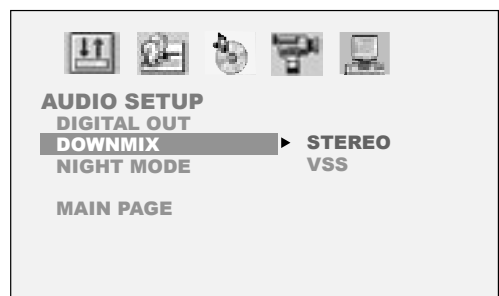 AUDIO SETUP
DIGITAL OUT
DOWNMIX STEREO
NIGHT MODE VSS
MAIN PAGE